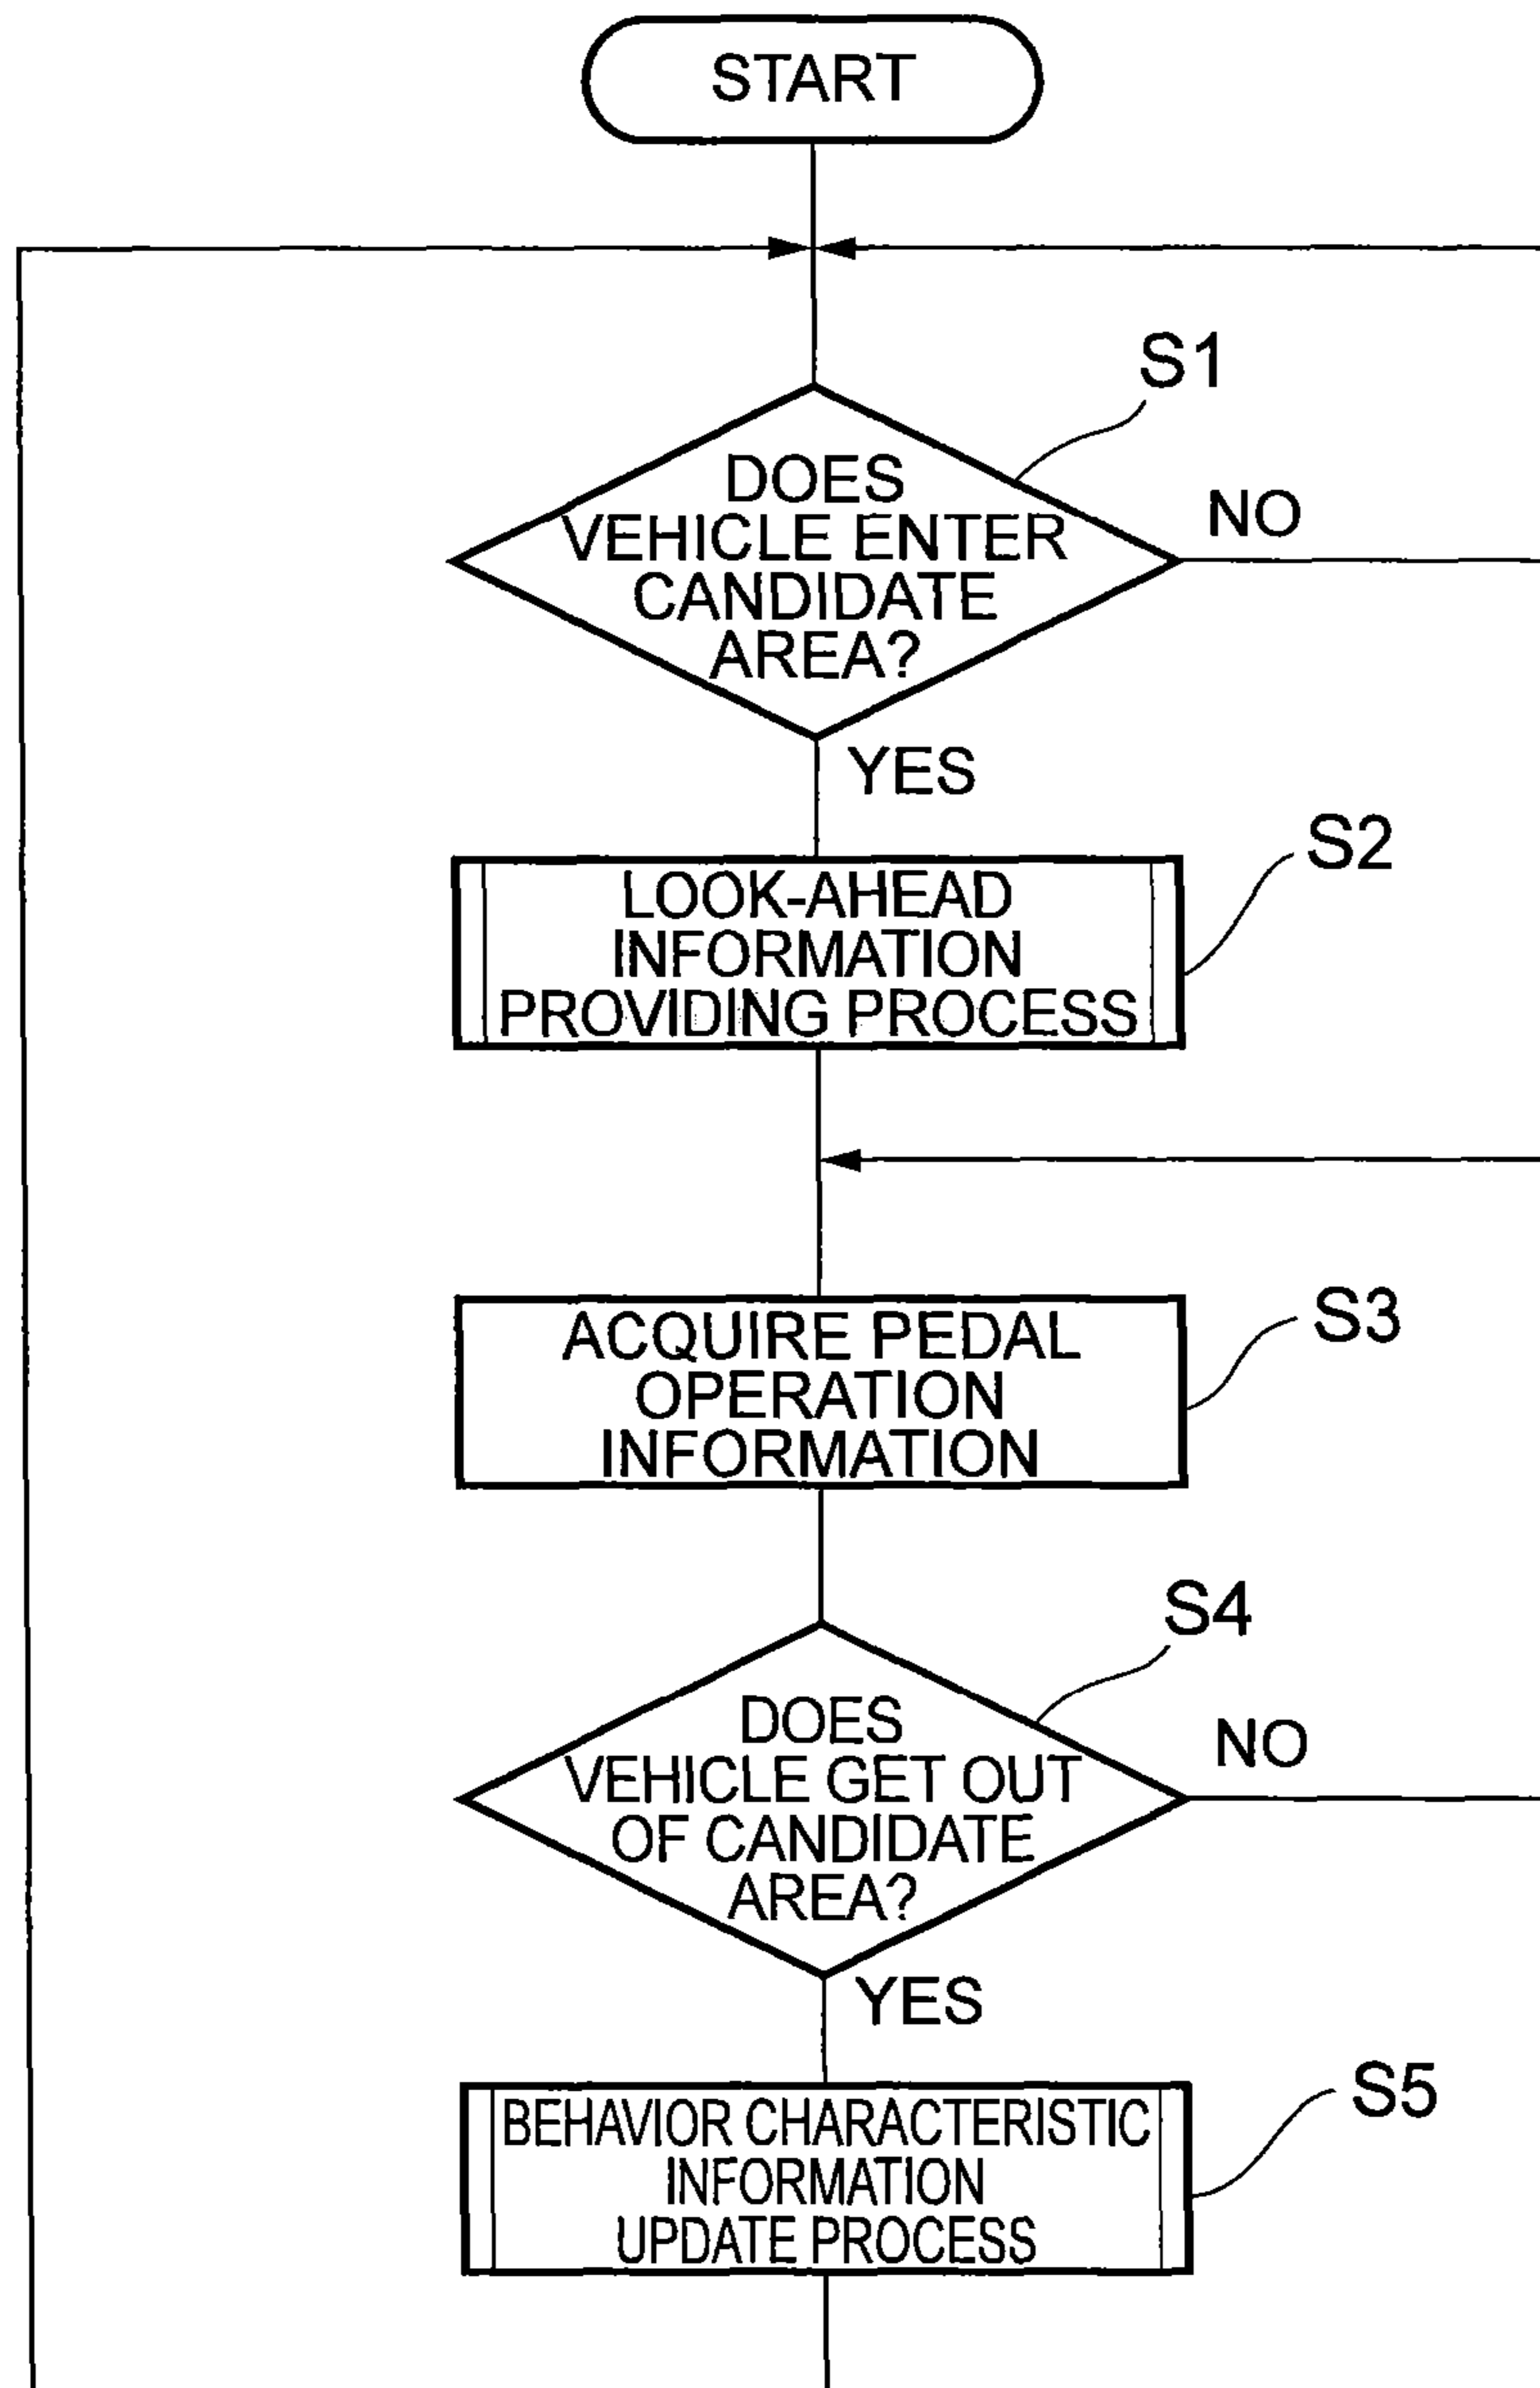 START
S1
DOES
VEHICLE ENTER
CANDIDATE
AREA?
NO
YES
S2
LOOK-AHEAD
INFORMATION
PROVIDING PROCESS
S3
ACQUIRE PEDAL
OPERATION
INFORMATION
S4
DOES
VEHICLE GET OUT
OF CANDIDATE
AREA?
NO
YES
S5
BEHAVIOR CHARACTERISTIC
INFORMATION
UPDATE PROCESS